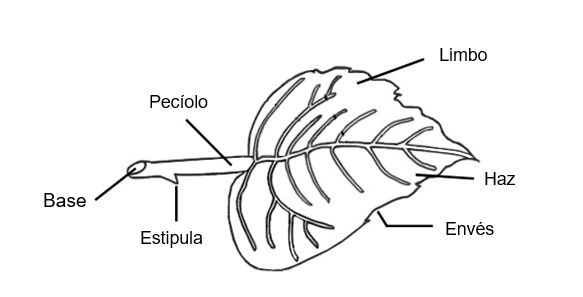 Limbo
Pecíolo
Haz
Base
Envés
Estipula